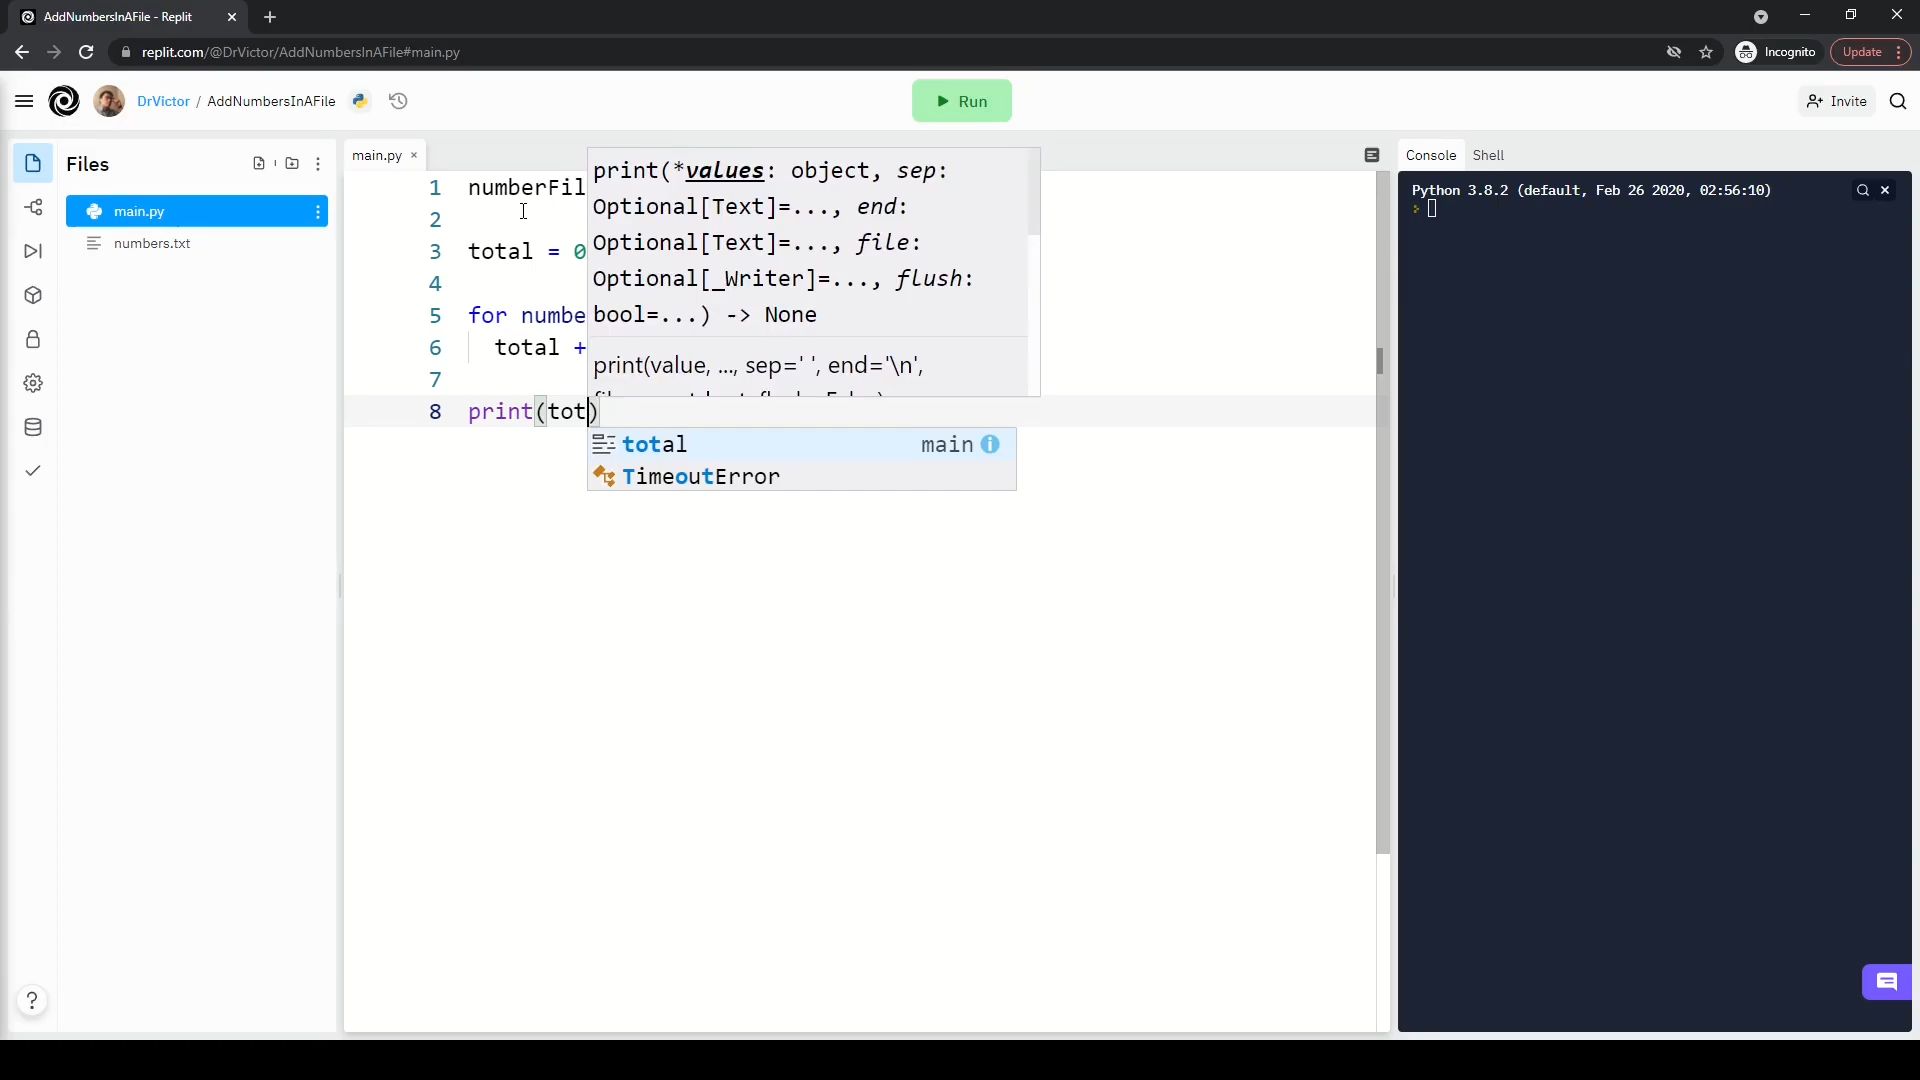 AddNumbersInAFile - Replit
replit.com/@DrVictor/AddNumbersInAFile#main.py
Incognito
Update
DrVictor / AddNumbersInAFile
Run
Invite
Files
main.py
numbers.txt
main.py
1 numberFil
2
3 total = 0
4
5 for numbe
6 total +
7
8 print(tot)
print(*values: object, sep:
Optional[Text]=..., end:
Optional[Text]=..., file:
Optional[_Writer]=..., flush:
bool=...) -> None
print(value, ..., sep=' ', end='\n',
total main
TimeoutError
Console Shell
Python 3.8.2 (default, Feb 26 2020, 02:56:10)
?